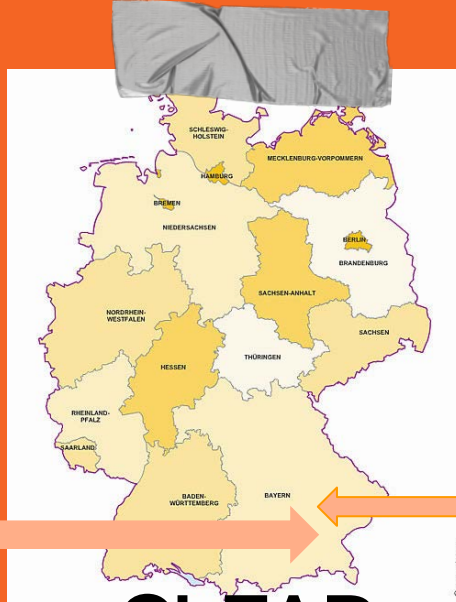 SCHLESWIG-
HOLSTEIN
MECKLENBURG-VORPOMMERN
HAMBURG
BREMEN
NIEDERSACHSEN
BERLIN
BRANDENBURG
SACHSEN-ANHALT
NORDRHEIN-
WESTFALEN
SACHSEN
HESSEN
THÜRINGEN
RHEINLAND-
PFALZ
SAARLAND
BADEN-
WÜRTTEMBERG
BAYERN